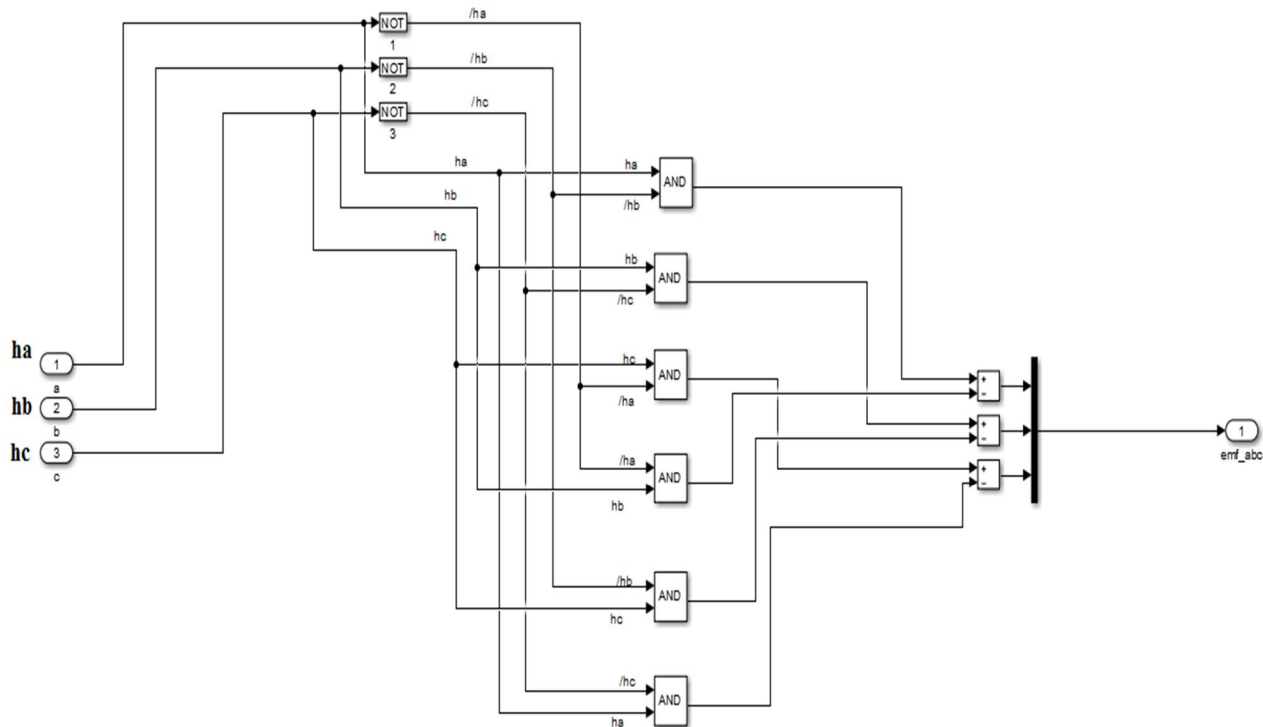 /ha
NOT
1
/hb
NOT
2
/hc
NOT
3
ha
ha
AND
/hb
hb
hc
hb
AND
/hc
ha
1
a
hb
2
b
hc
3
c
hc
AND
/ha
+
−
+
−
+
−
1
emf_abc
/ha
AND
hb
/hb
AND
hc
/hc
AND
ha